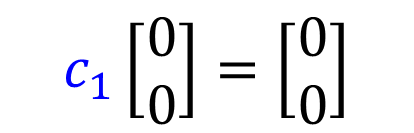 c₁ [0 0] = [0 0]